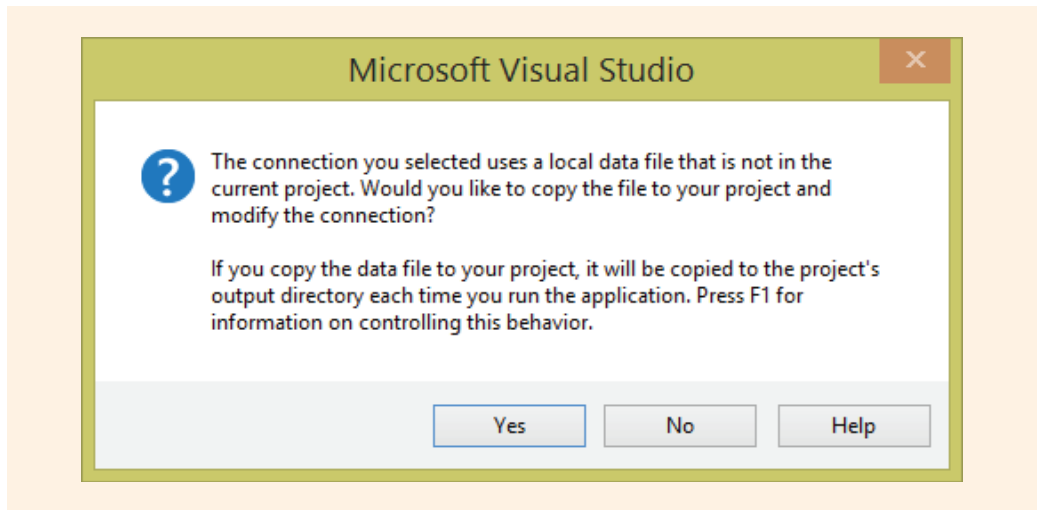 Microsoft Visual Studio
The connection you selected uses a local data file that is not in the
current project. Would you like to copy the file to your project and
modify the connection?
If you copy the data file to your project, it will be copied to the project's
output directory each time you run the application. Press F1 for
information on controlling this behavior.
Yes No Help